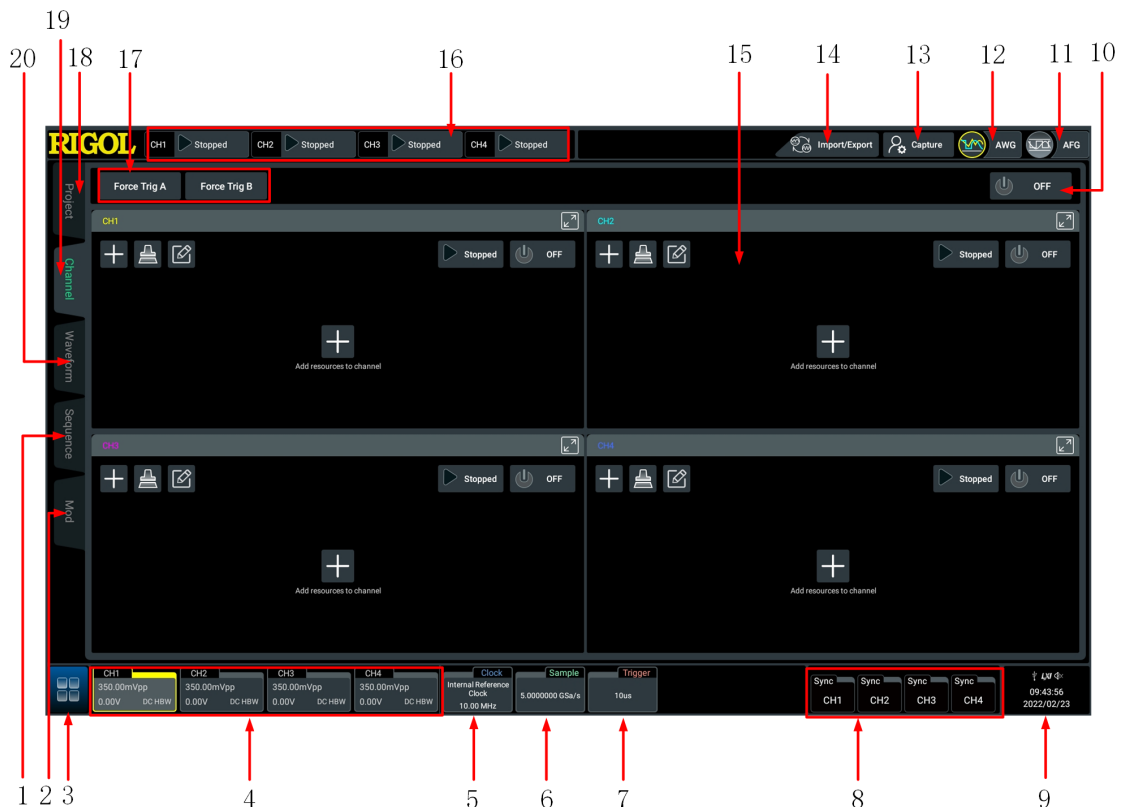 19
20 18 17 16 15 14 13 12 11 10
RIGOL CH1 Stopped CH2 Stopped CH3 Stopped CH4 Stopped Import/Export Capture AWG AFG
Project
Channel
Waveform
Sequence
Mod
Force Trig A Force Trig B OFF
CH1 CH2
Stopped OFF Stopped OFF
Add resources to channel Add resources to channel
CH3 CH4
Stopped OFF Stopped OFF
Add resources to channel Add resources to channel
CH1
350.00mVpp
0.00V DC HBW
CH2
350.00mVpp
0.00V DC HBW
CH3
350.00mVpp
0.00V DC HBW
CH4
350.00mVpp
0.00V DC HBW
Clock
Internal Reference
Clock
10.00 MHz
Sample
5.0000000 GSa/s
Trigger
10us
Sync Sync Sync Sync
CH1 CH2 CH3 CH4
LXI
09:43:56
2022/02/23
1 2 3 4 5 6 7 8 9